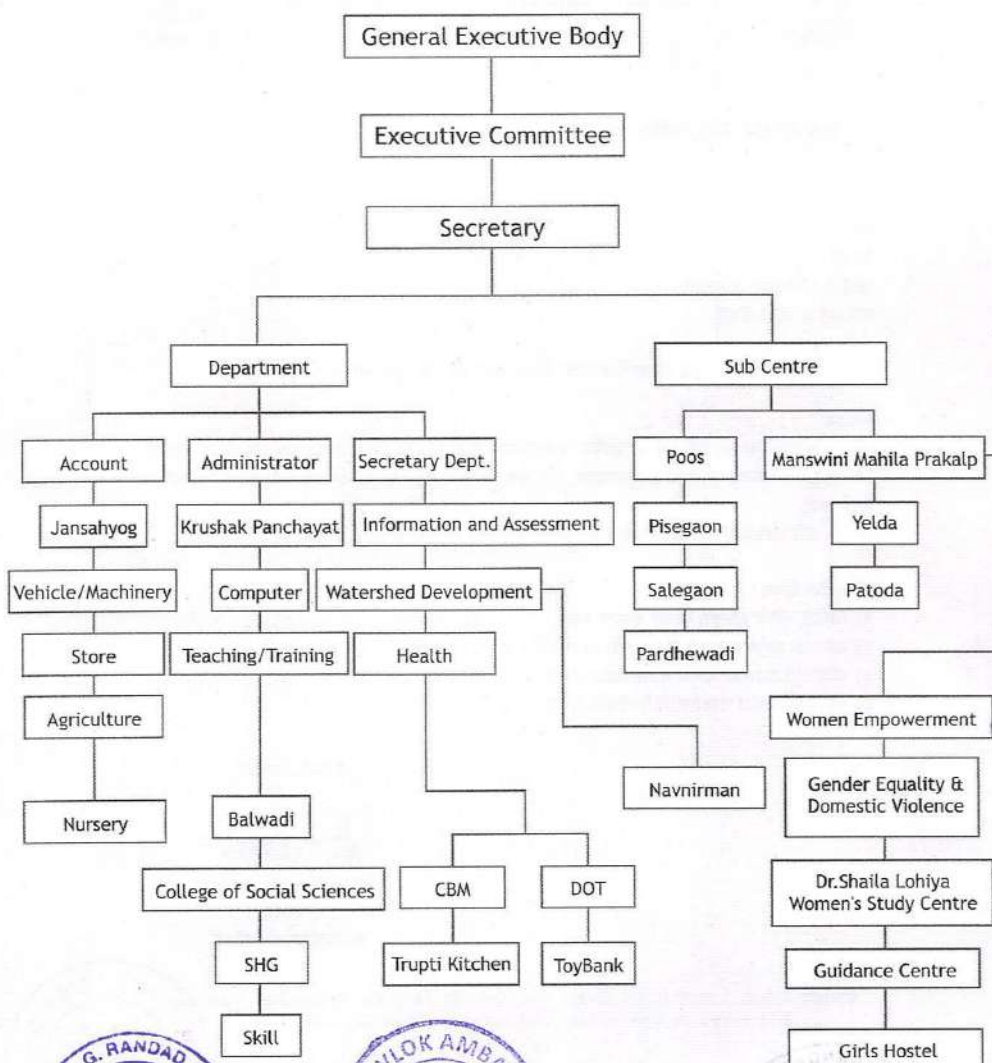 General Executive Body
Executive Committee
Secretary
Department
Sub Centre
Account
Administrator
Secretary Dept.
Poos
Manswini Mahila Prakalp
Jansahyog
Krushak Panchayat
Information and Assessment
Pisegaon
Yelda
Vehicle/Machinery
Computer
Watershed Development
Salegaon
Patoda
Store
Teaching/Training
Health
Pardhewadi
Agriculture
Women Empowerment
Navnirman
Gender Equality &
Domestic Violence
Nursery
Balwadi
College of Social Sciences
CBM
DOT
Dr.Shaila Lohiya
Women's Study Centre
SHG
Trupti Kitchen
ToyBank
Guidance Centre
Skill
Girls Hostel
G. RANDAD